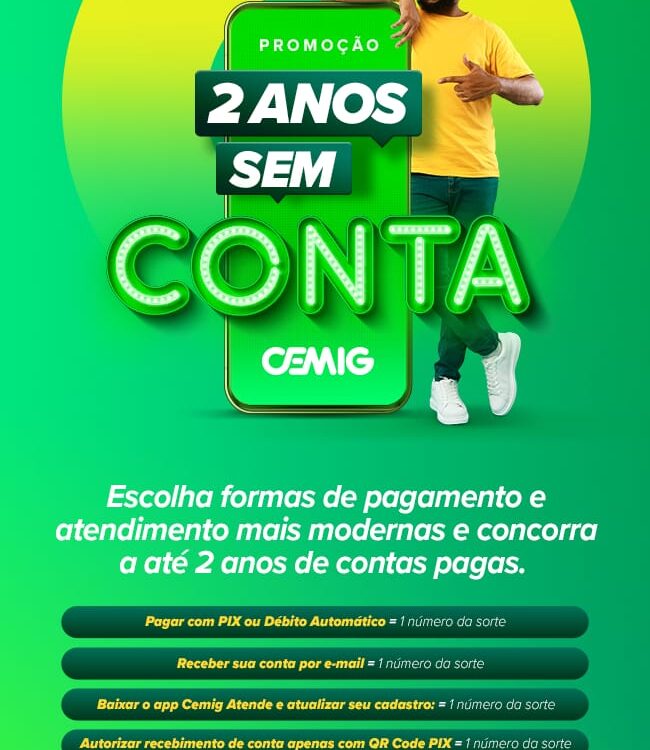 PROMOÇÃO
2 ANOS
SEM
CONTA
CEMIG
Escolha formas de pagamento e
atendimento mais modernas e concorra
a até 2 anos de contas pagas.
Pagar com PIX ou Débito Automático = 1 número da sorte
Receber sua conta por e-mail = 1 número da sorte
Baixar o app Cemig Atende e atualizar seu cadastro: = 1 número da sorte
Autorizar recebimento de conta apenas com QR Code PIX = 1 número da sorte